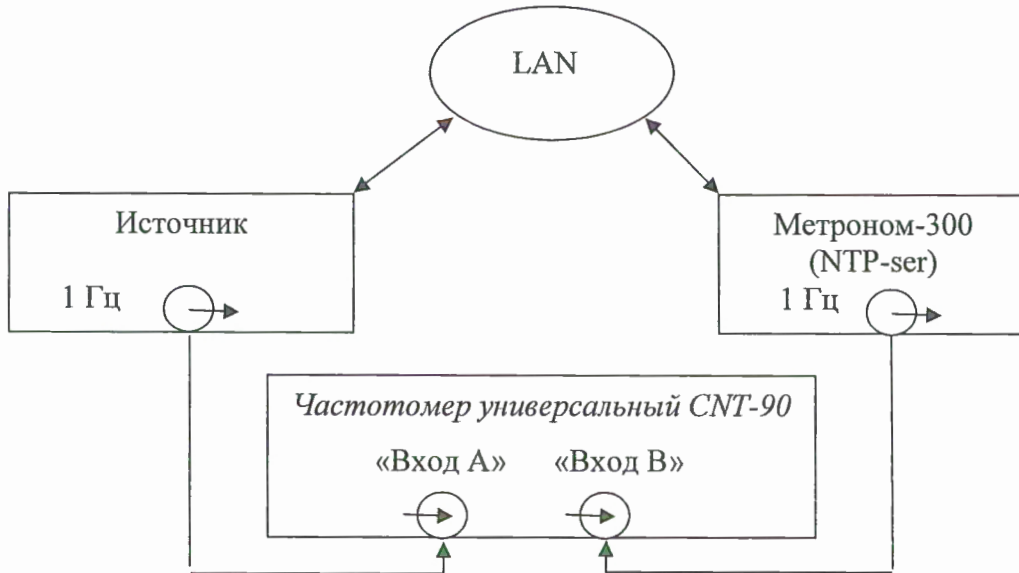 LAN
Источник
1 Гц
Метроном-300
(NTP-ser)
1 Гц
Частотомер универсальный CNT-90
«Вход А» «Вход В»